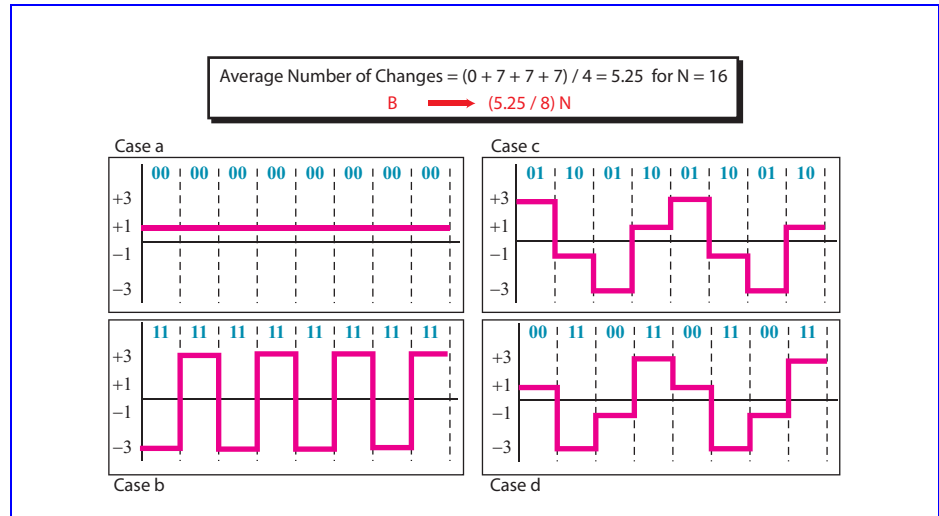 Average Number of Changes = (0 + 7 + 7 + 7) / 4 = 5.25 for N = 16
B (5.25 / 8) N
Case a
00 00 00 00 00 00 00 00
+3
+1
−1
−3
Case c
01 10 01 10 01 10 01 10
+3
+1
−1
−3
11 11 11 11 11 11 11 11
+3
+1
−1
−3
Case b
00 11 00 11 00 11 00 11
+3
+1
−1
−3
Case d